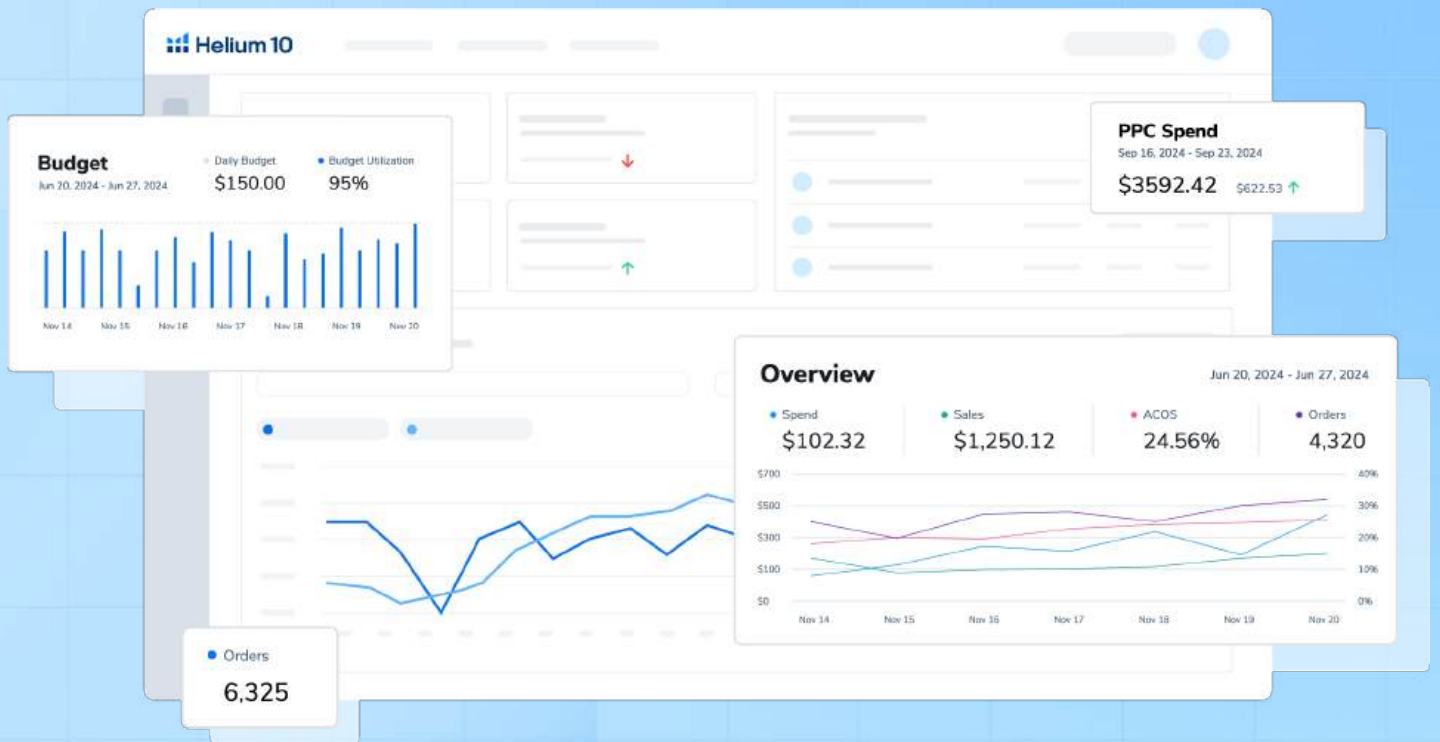 Helium 10
Budget
Jun 20, 2024 - Jun 27, 2024
Daily Budget
$150.00
Budget Utilization
95%
Nov 14 Nov 15 Nov 16 Nov 17 Nov 18 Nov 19 Nov 20
PPC Spend
Sep 16, 2024 - Sep 23, 2024
$3592.42 $622.53
Overview
Jun 20, 2024 - Jun 27, 2024
Spend
$102.32
Sales
$1,250.12
ACOS
24.56%
Orders
4,320
$700 40%
$500 30%
$300 20%
$100 10%
$0 0%
Nov 14 Nov 15 Nov 16 Nov 17 Nov 18 Nov 19 Nov 20
Orders
6,325